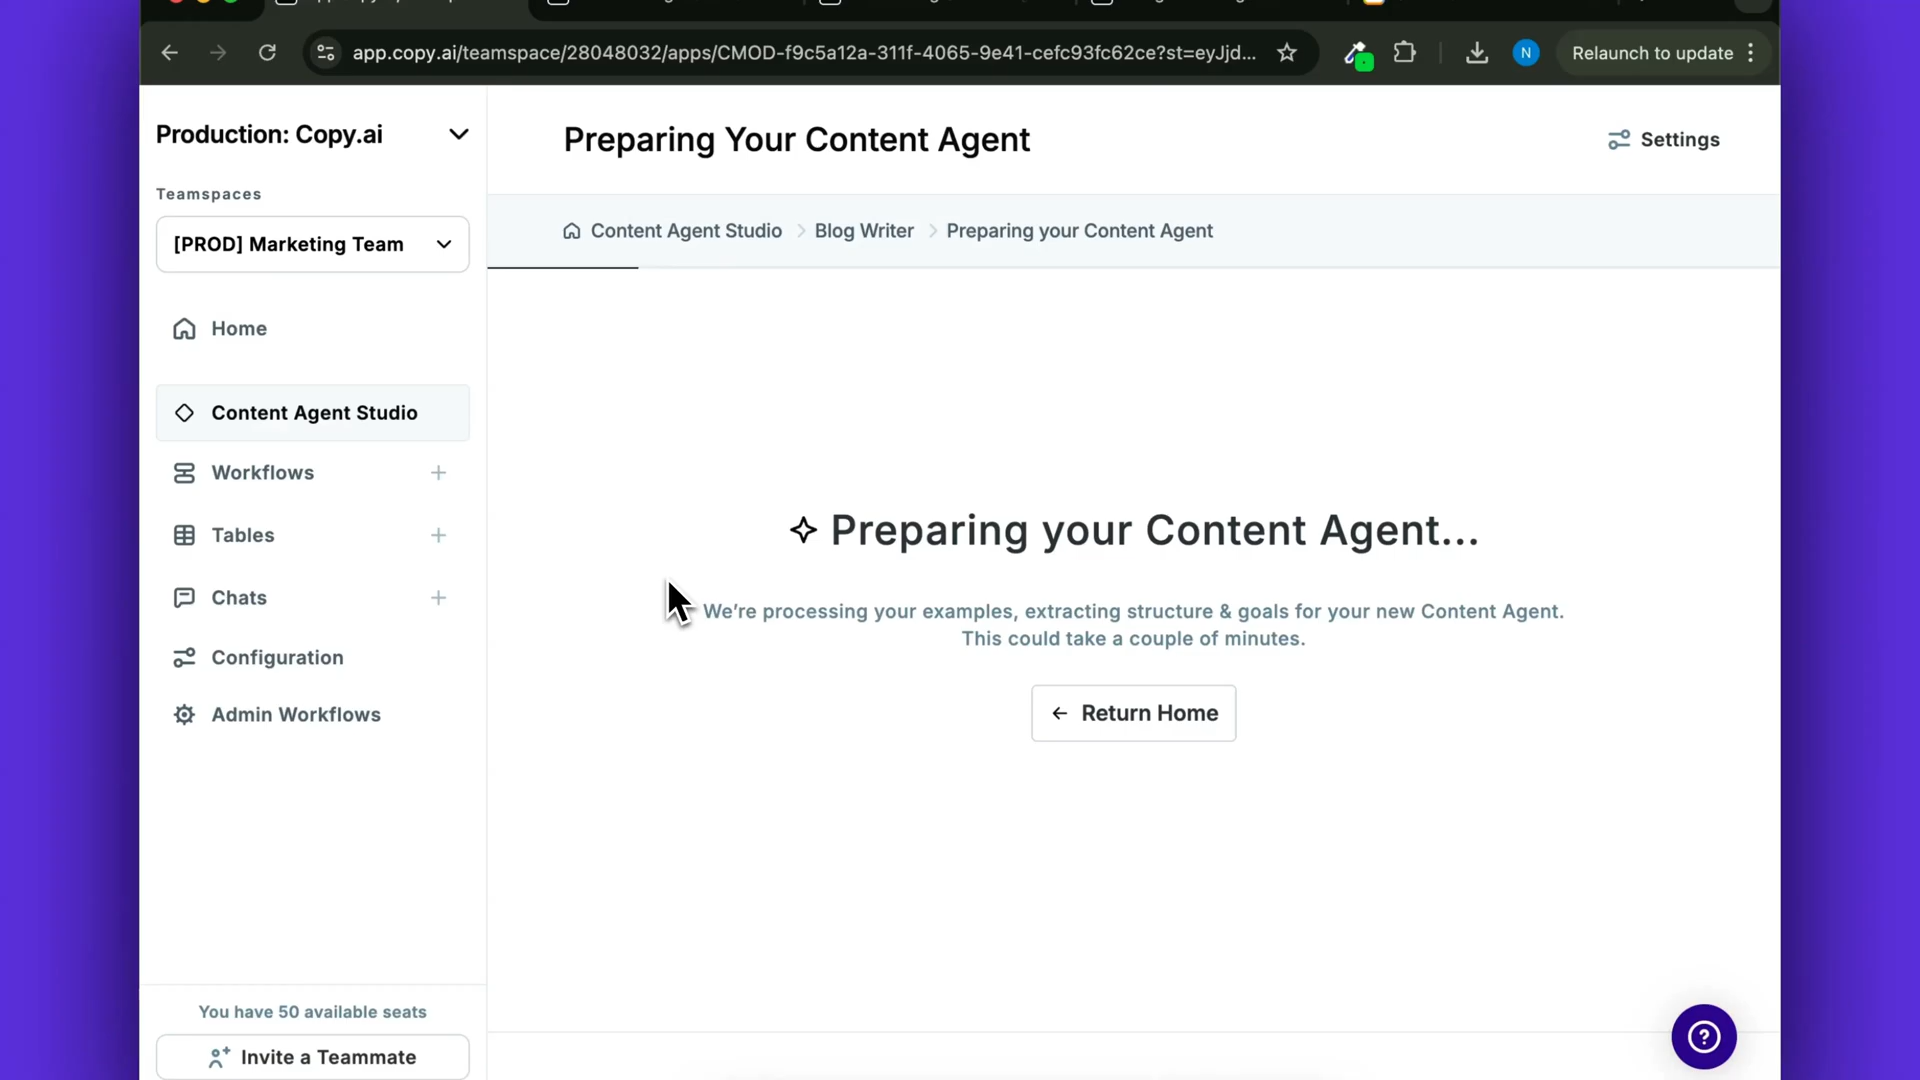 app.copy.ai/teamspace/28048032/apps/CMOD-f9c5a12a-311f-4065-9e41-cefc93fc62ce?st=eyJjd...
N
Relaunch to update
Production: Copy.ai
Teamspaces
[PROD] Marketing Team
Home
Content Agent Studio
Workflows
Tables
Chats
Configuration
Admin Workflows
You have 50 available seats
Invite a Teammate
Preparing Your Content Agent
Settings
Content Agent Studio
Blog Writer
Preparing your Content Agent
Preparing your Content Agent...
We’re processing your examples, extracting structure & goals for your new Content Agent.
This could take a couple of minutes.
Return Home